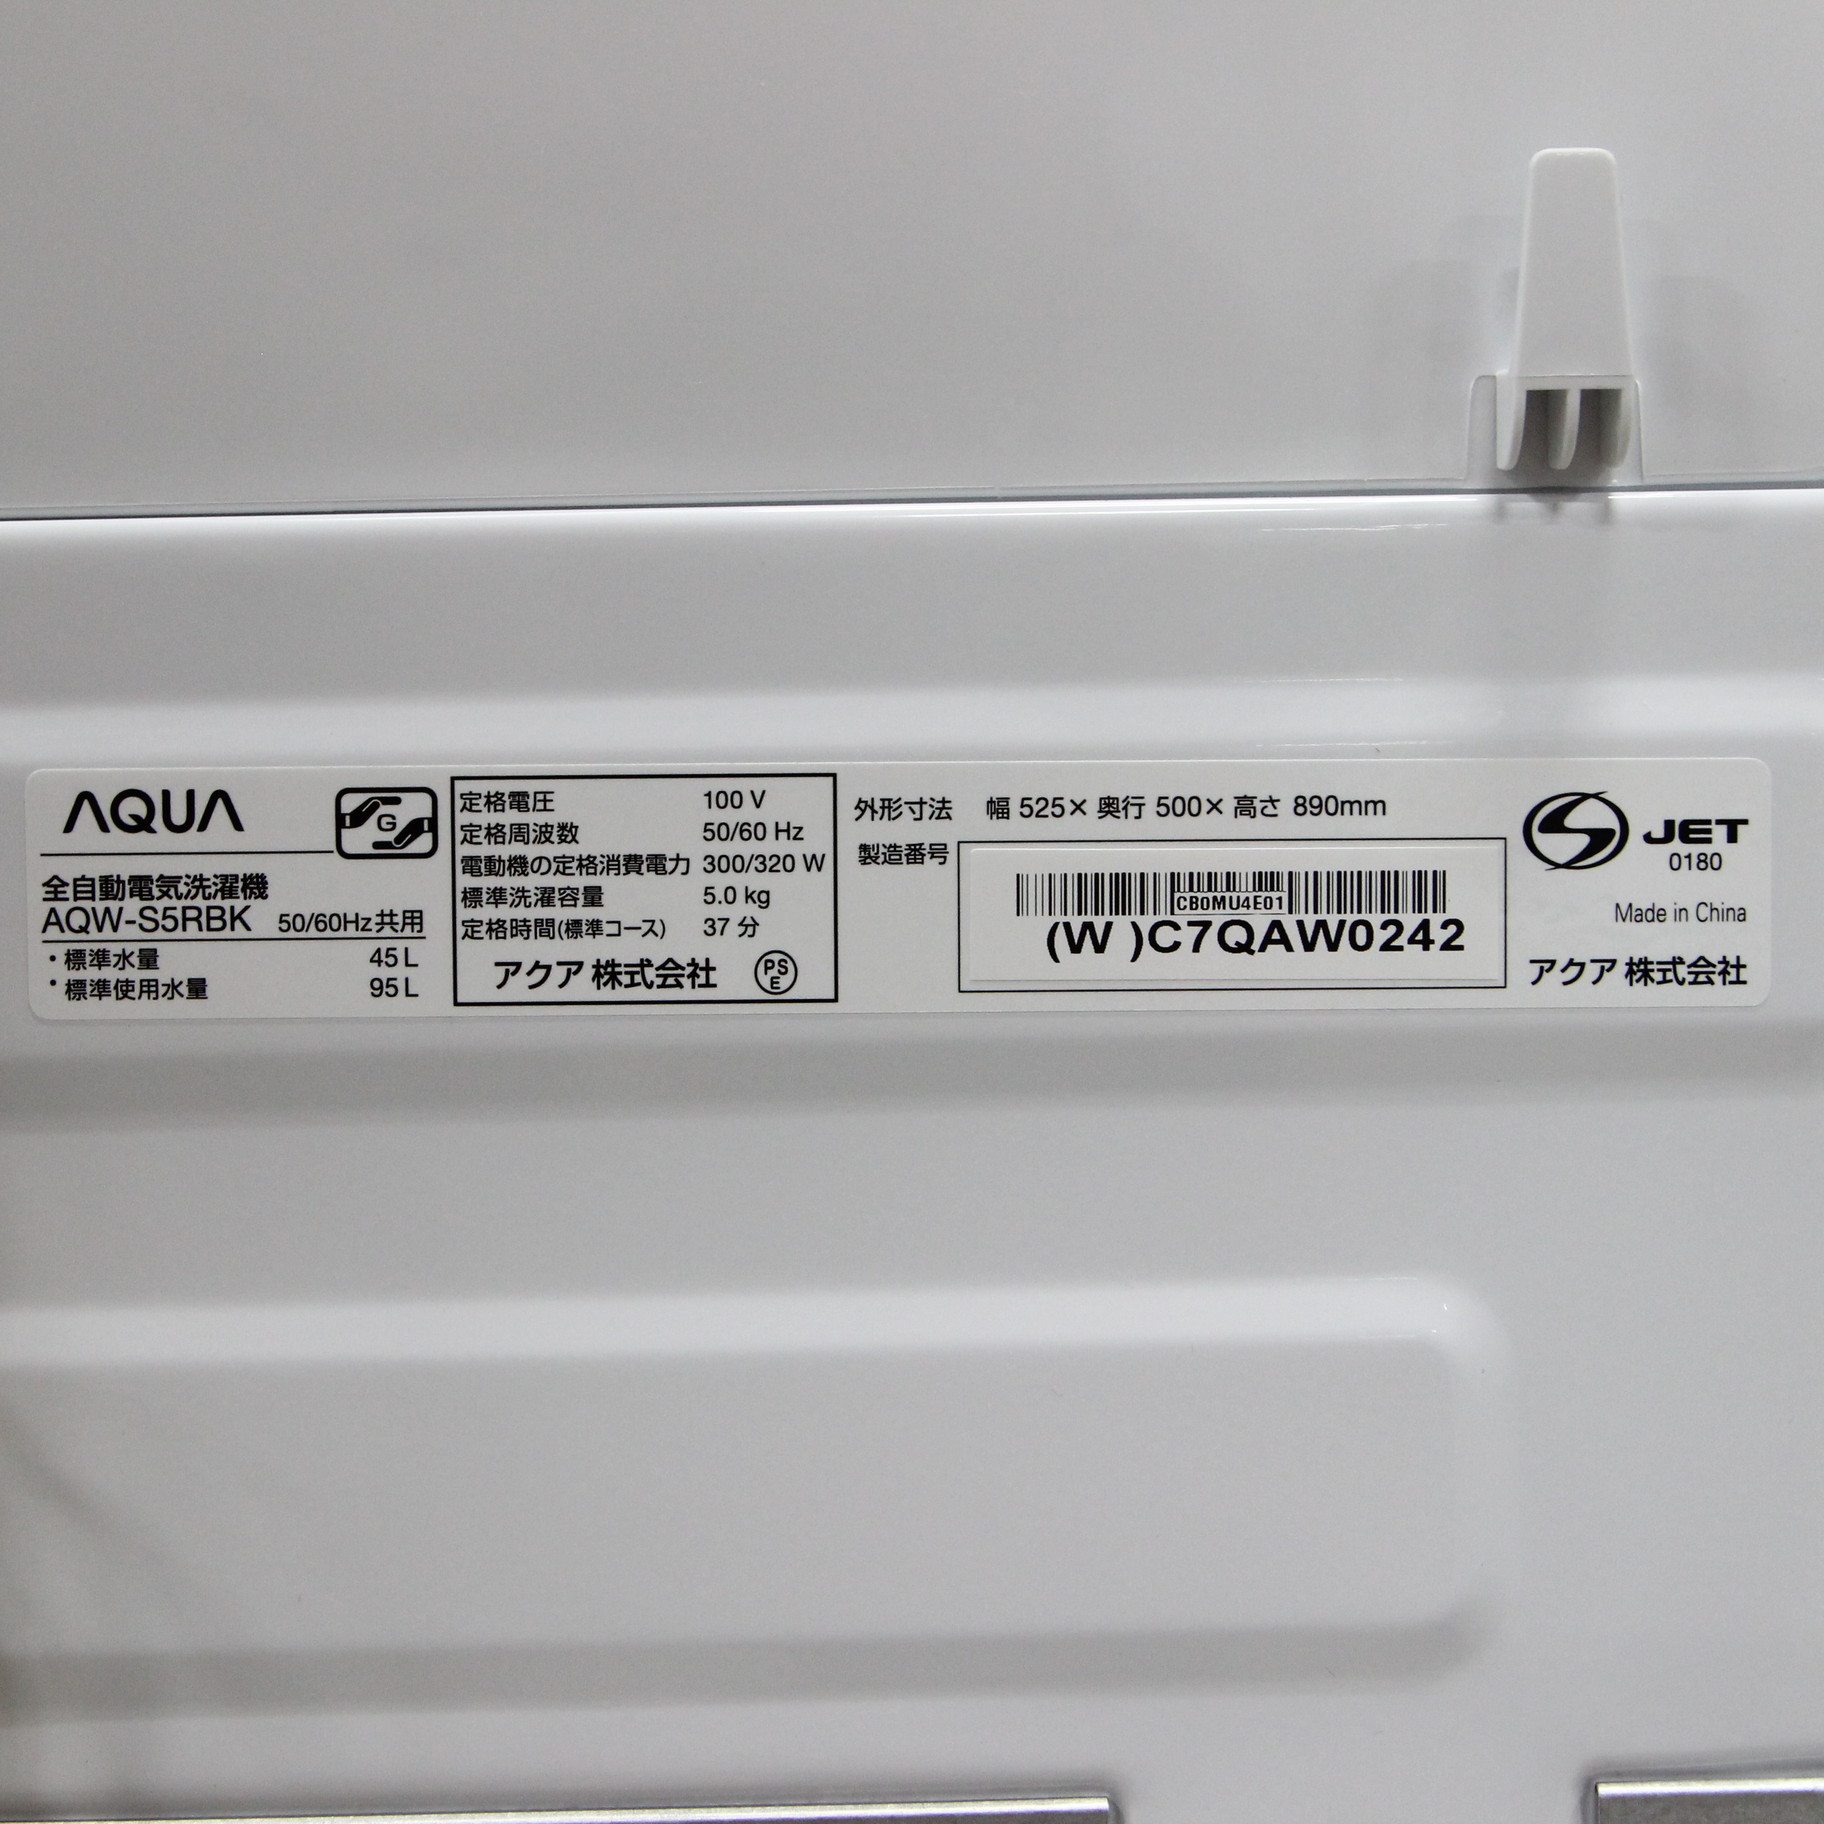 AQUA
G
全自動電気洗濯機
AQW-S5RBK 50/60Hz共用
・標準水量 45 L
・標準使用水量 95 L
定格電圧 100 V
定格周波数 50/60 Hz
電動機の定格消費電力 300/320 W
標準洗濯容量 5.0 kg
定格時間(標準コース) 37 分
アクア 株式会社 PSE
外形寸法 幅 525× 奥行 500× 高さ 890mm
製造番号
CB0MU4E01
(W )C7QAW0242
JET
0180
Made in China
アクア 株式会社